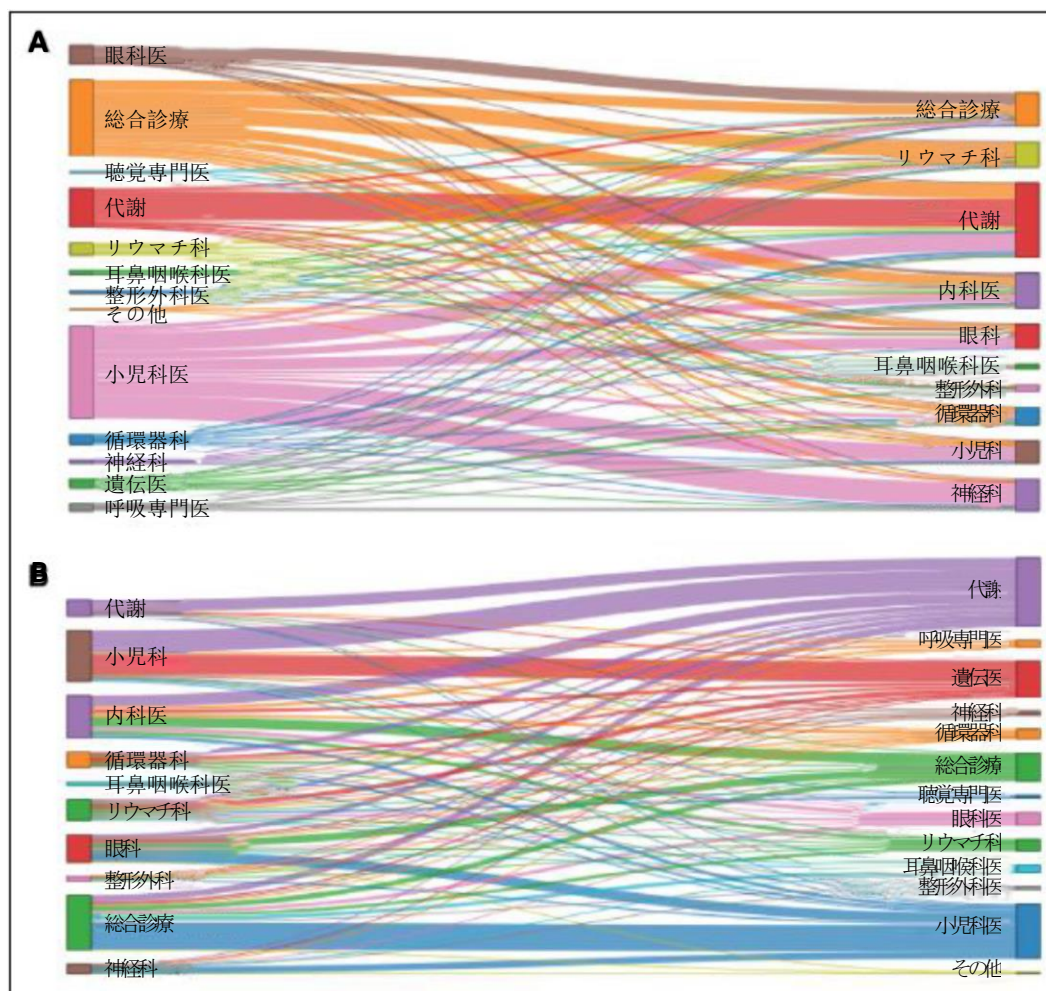 A
眼科医
総合診療
聴覚専門医
代謝
リウマチ科
耳鼻咽喉科医
整形外科医
その他
小児科医
循環器科
神経科
遺伝医
呼吸専門医
総合診療
リウマチ科
代謝
内科医
眼科
耳鼻咽喉科医
整形外科
循環器科
小児科
神経科
B
代謝
小児科
内科医
循環器科
耳鼻咽喉科医
リウマチ科
眼科
整形外科
総合診療
神経科
代謝
呼吸専門医
遺伝医
神経科
循環器科
総合診療
聴覚専門医
眼科医
リウマチ科
耳鼻咽喉科医
整形外科医
小児科医
その他